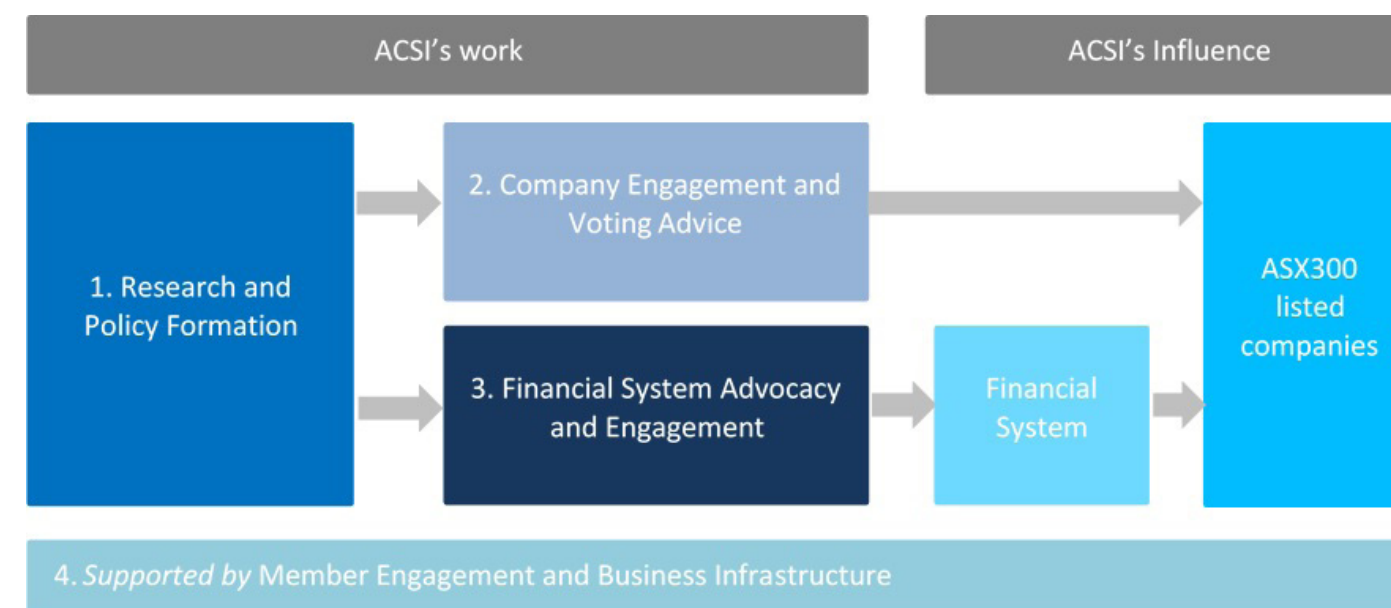 ACSI’s work
ACSI’s Influence
1. Research and
Policy Formation
2. Company Engagement and
Voting Advice
3. Financial System Advocacy
and Engagement
Financial
System
ASX300
listed
companies
4. Supported by Member Engagement and Business Infrastructure